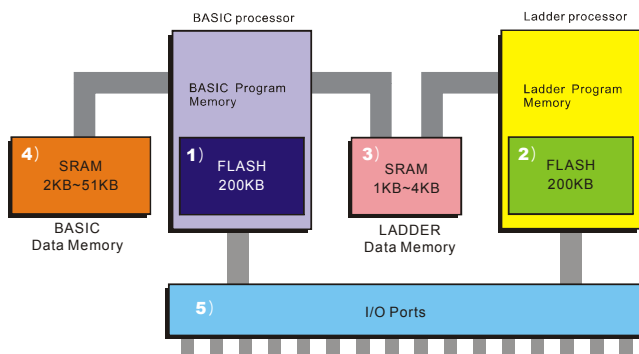 BASIC processor
Ladder processor
BASIC Program
Memory
Ladder Program
Memory
4)
SRAM
2KB~51KB
1)
FLASH
200KB
3)
SRAM
1KB~4KB
2)
FLASH
200KB
BASIC
Data Memory
LADDER
Data Memory
5)
I/O Ports